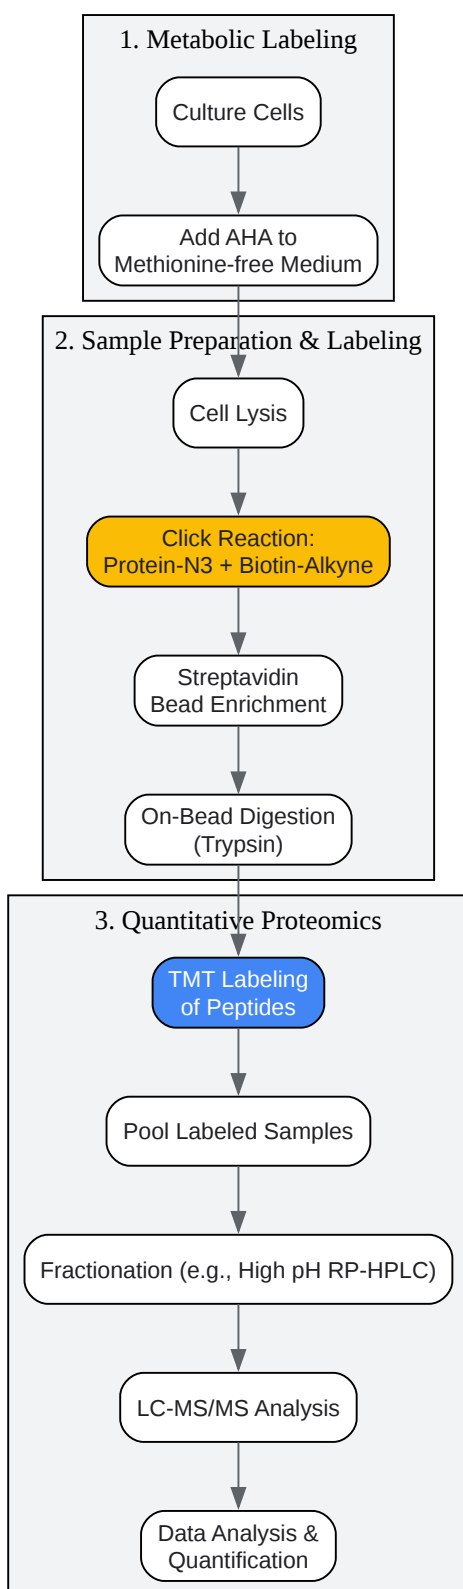 1. Metabolic Labeling
Culture Cells
Add AHA to
Methionine-free Medium
2. Sample Preparation & Labeling
Cell Lysis
Click Reaction:
Protein-N3 + Biotin-Alkyne
Streptavidin
Bead Enrichment
On-Bead Digestion
(Trypsin)
3. Quantitative Proteomics
TMT Labeling
of Peptides
Pool Labeled Samples
Fractionation (e.g., High pH RP-HPLC)
LC-MS/MS Analysis
Data Analysis &
Quantification